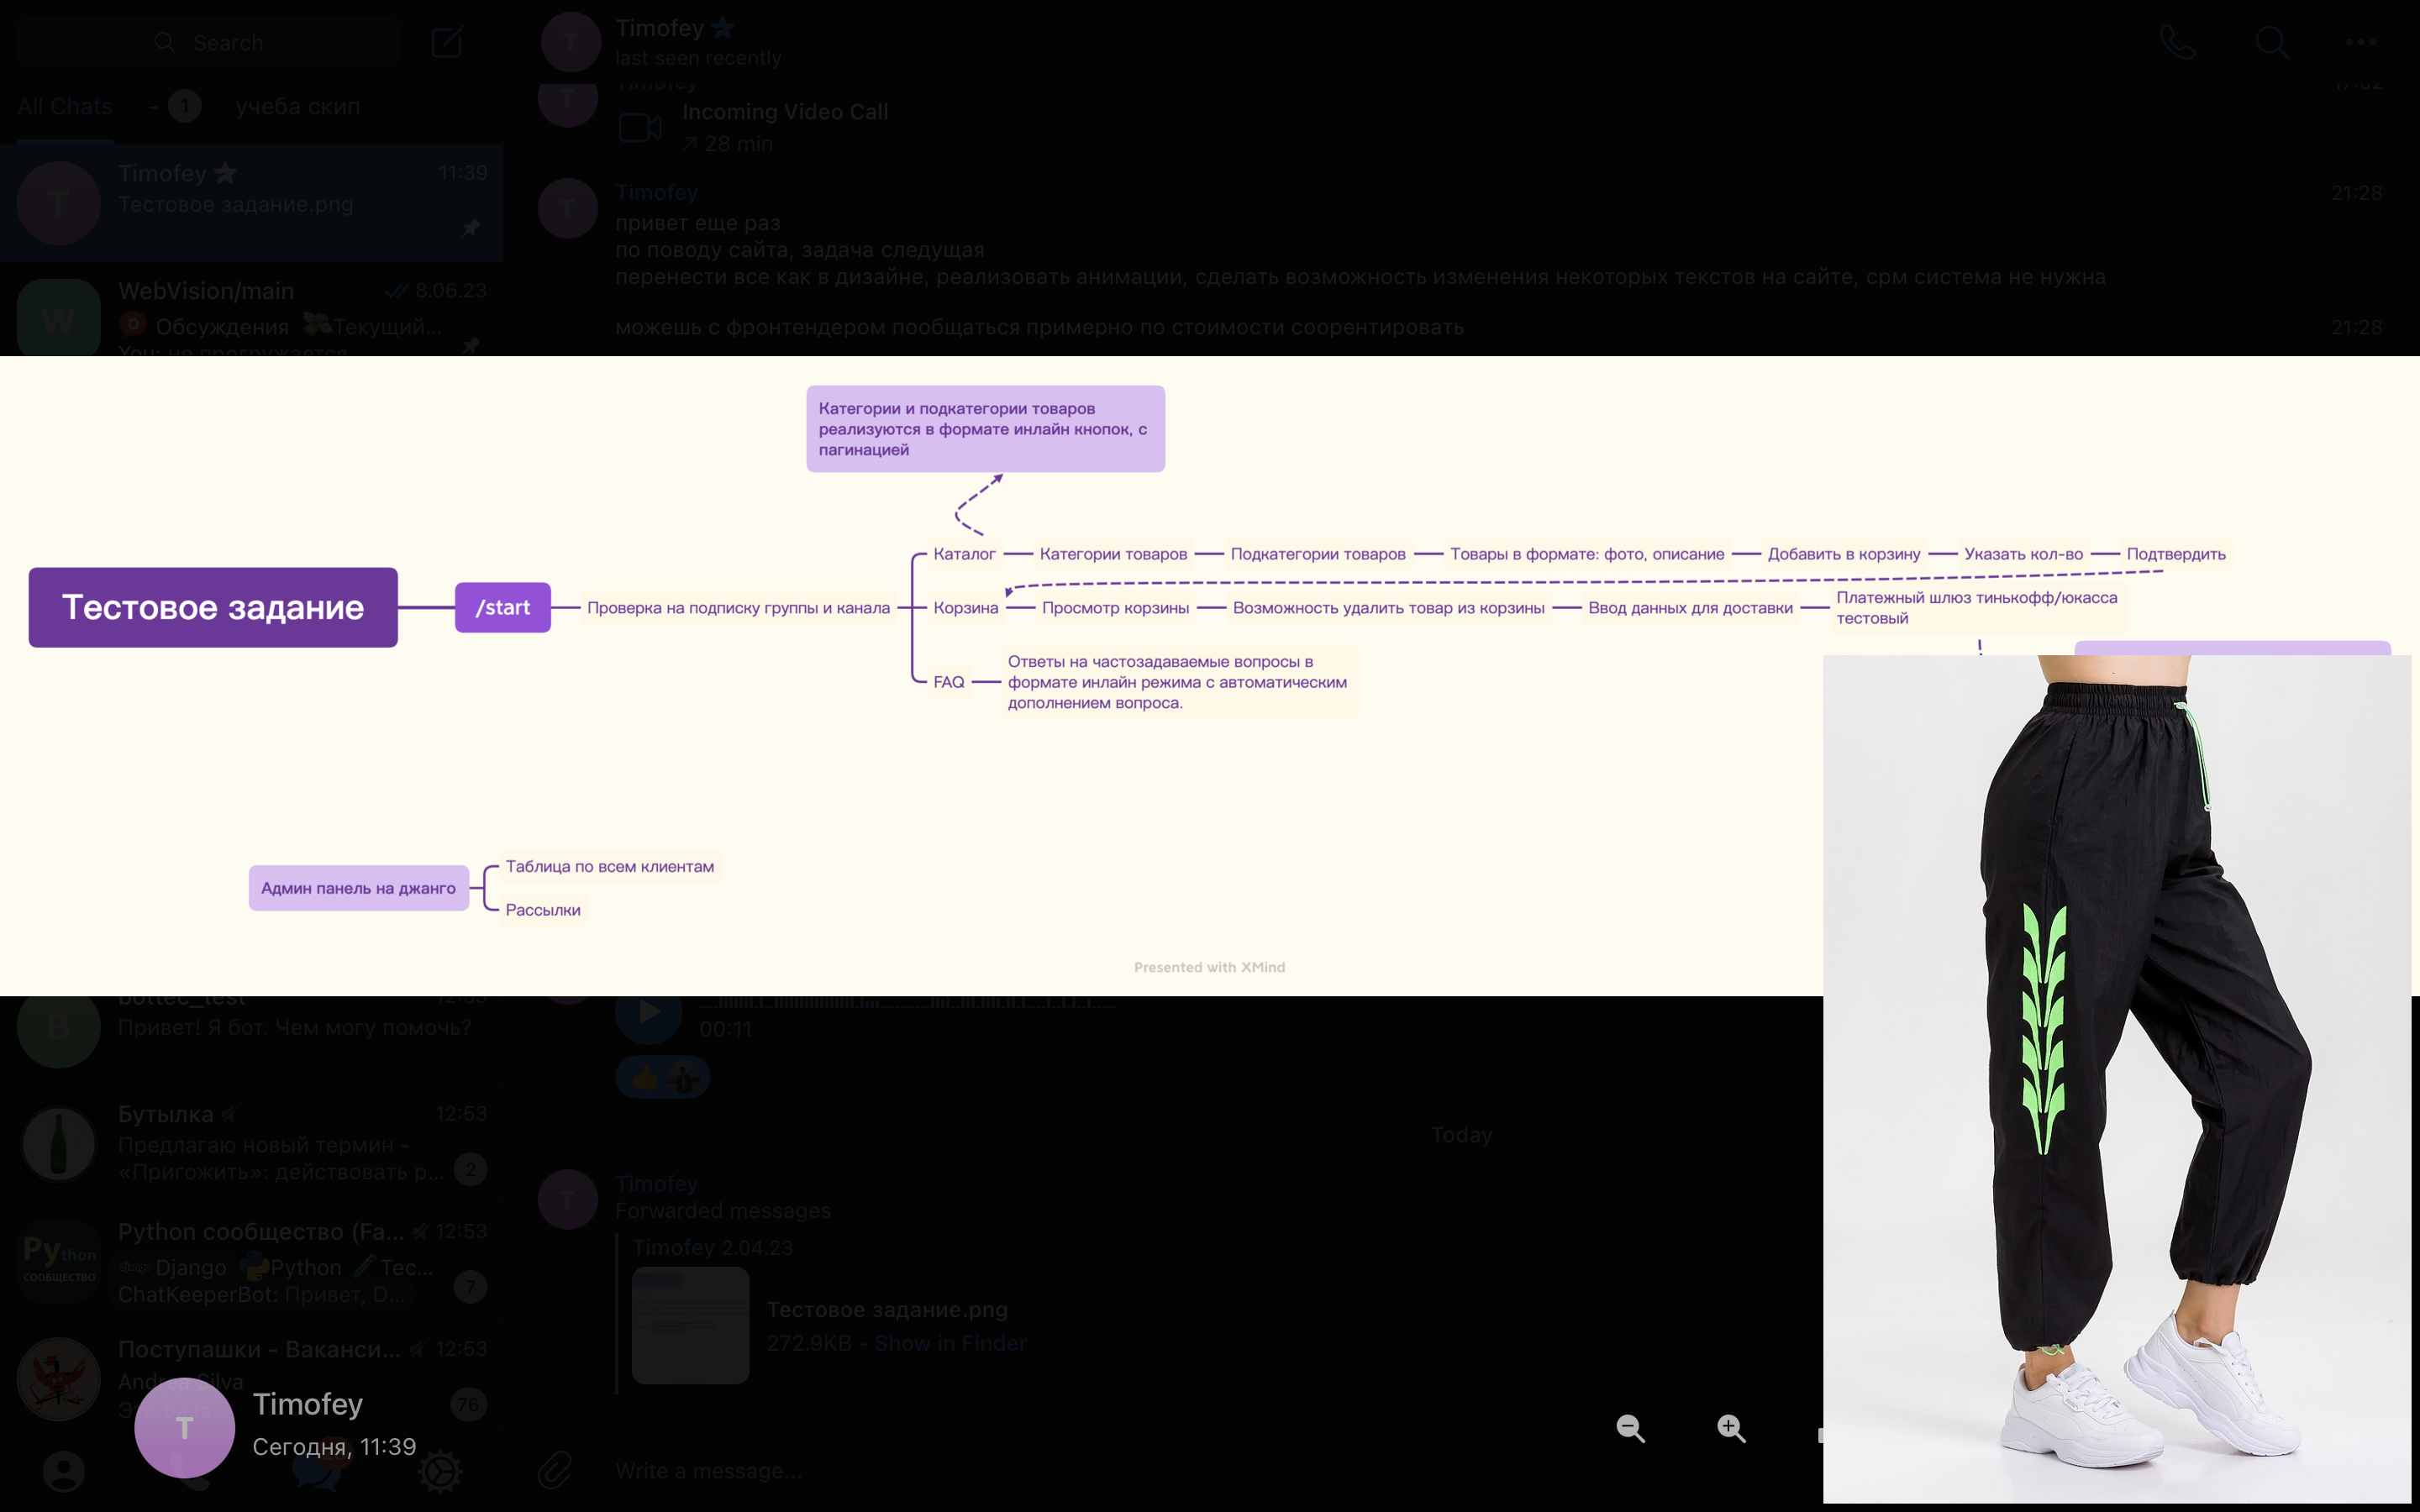 Search
Timofey
last seen recently
All Chats
- 1
учеба скип
Incoming Video Call
28 min
Timofey
11:39
Тестовое задание.png
Timofey
21:28
привет еще раз
по поводу сайта, задача следущая
перенести все как в дизайне, реализовать анимации, сделать возможность изменения некоторых текстов на сайте, срм система не нужна
WebVision/main
8.06.23
Обсуждения Текущий...
можешь с фронтендером пообщаться примерно по стоимости соорентировать
21:28
You: не прогружается
Категории и подкатегории товаров
реализуются в формате инлайн кнопок, с
пагинацией
Каталог
Категории товаров
Подкатегории товаров
Товары в формате: фото, описание
Добавить в корзину
Указать кол-во
Подтвердить
Тестовое задание
/start
Проверка на подписку группы и канала
Корзина
Просмотр корзины
Возможность удалить товар из корзины
Ввод данных для доставки
Платежный шлюз тинькофф/юкасса
тестовый
FAQ
Ответы на частозадаваемые вопросы в
формате инлайн режима с автоматическим
дополнением вопроса.
Админ панель на джанго
Таблица по всем клиентам
Рассылки
Presented with XMind
bottec_test
12:53
Привет! Я бот. Чем могу помочь?
00:11
Бутылка
12:53
Предлагаю новый термин -
«Пригожить»: действовать р...
2
Today
Timofey
Forwarded messages
Timofey 2.04.23
Тестовое задание.png
272.9KB - Show in Finder
Python
СООБЩЕСТВО
Python сообщество (Fa...
12:53
django Django Python Тес...
ChatKeeperBot: Привет, D...
7
Поступашки - Ваканси...
12:53
Andrea Silva
76
T
Timofey
Сегодня, 11:39
Write a message...